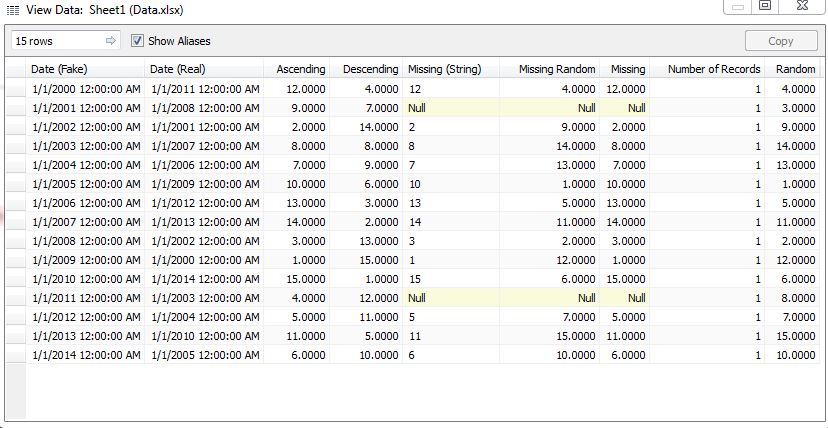 View Data: Sheet1 (Data.xlsx)
15 rows Show Aliases Copy
Date (Fake) Date (Real) Ascending Descending Missing (String) Missing Random Missing Number of Records Random
1/1/2000 12:00:00 AM 1/1/2011 12:00:00 AM 12.0000 4.0000 12 4.0000 12.0000 1 4.0000
1/1/2001 12:00:00 AM 1/1/2008 12:00:00 AM 9.0000 7.0000 Null Null Null 1 3.0000
1/1/2002 12:00:00 AM 1/1/2001 12:00:00 AM 2.0000 14.0000 2 9.0000 2.0000 1 9.0000
1/1/2003 12:00:00 AM 1/1/2007 12:00:00 AM 8.0000 8.0000 8 14.0000 8.0000 1 14.0000
1/1/2004 12:00:00 AM 1/1/2006 12:00:00 AM 7.0000 9.0000 7 13.0000 7.0000 1 13.0000
1/1/2005 12:00:00 AM 1/1/2009 12:00:00 AM 10.0000 6.0000 10 1.0000 10.0000 1 1.0000
1/1/2006 12:00:00 AM 1/1/2012 12:00:00 AM 13.0000 3.0000 13 5.0000 13.0000 1 5.0000
1/1/2007 12:00:00 AM 1/1/2013 12:00:00 AM 14.0000 2.0000 14 11.0000 14.0000 1 11.0000
1/1/2008 12:00:00 AM 1/1/2002 12:00:00 AM 3.0000 13.0000 3 2.0000 3.0000 1 2.0000
1/1/2009 12:00:00 AM 1/1/2000 12:00:00 AM 1.0000 15.0000 1 12.0000 1.0000 1 12.0000
1/1/2010 12:00:00 AM 1/1/2014 12:00:00 AM 15.0000 1.0000 15 6.0000 15.0000 1 6.0000
1/1/2011 12:00:00 AM 1/1/2003 12:00:00 AM 4.0000 12.0000 Null Null Null 1 8.0000
1/1/2012 12:00:00 AM 1/1/2004 12:00:00 AM 5.0000 11.0000 5 7.0000 5.0000 1 7.0000
1/1/2013 12:00:00 AM 1/1/2010 12:00:00 AM 11.0000 5.0000 11 15.0000 11.0000 1 15.0000
1/1/2014 12:00:00 AM 1/1/2005 12:00:00 AM 6.0000 10.0000 6 10.0000 6.0000 1 10.0000